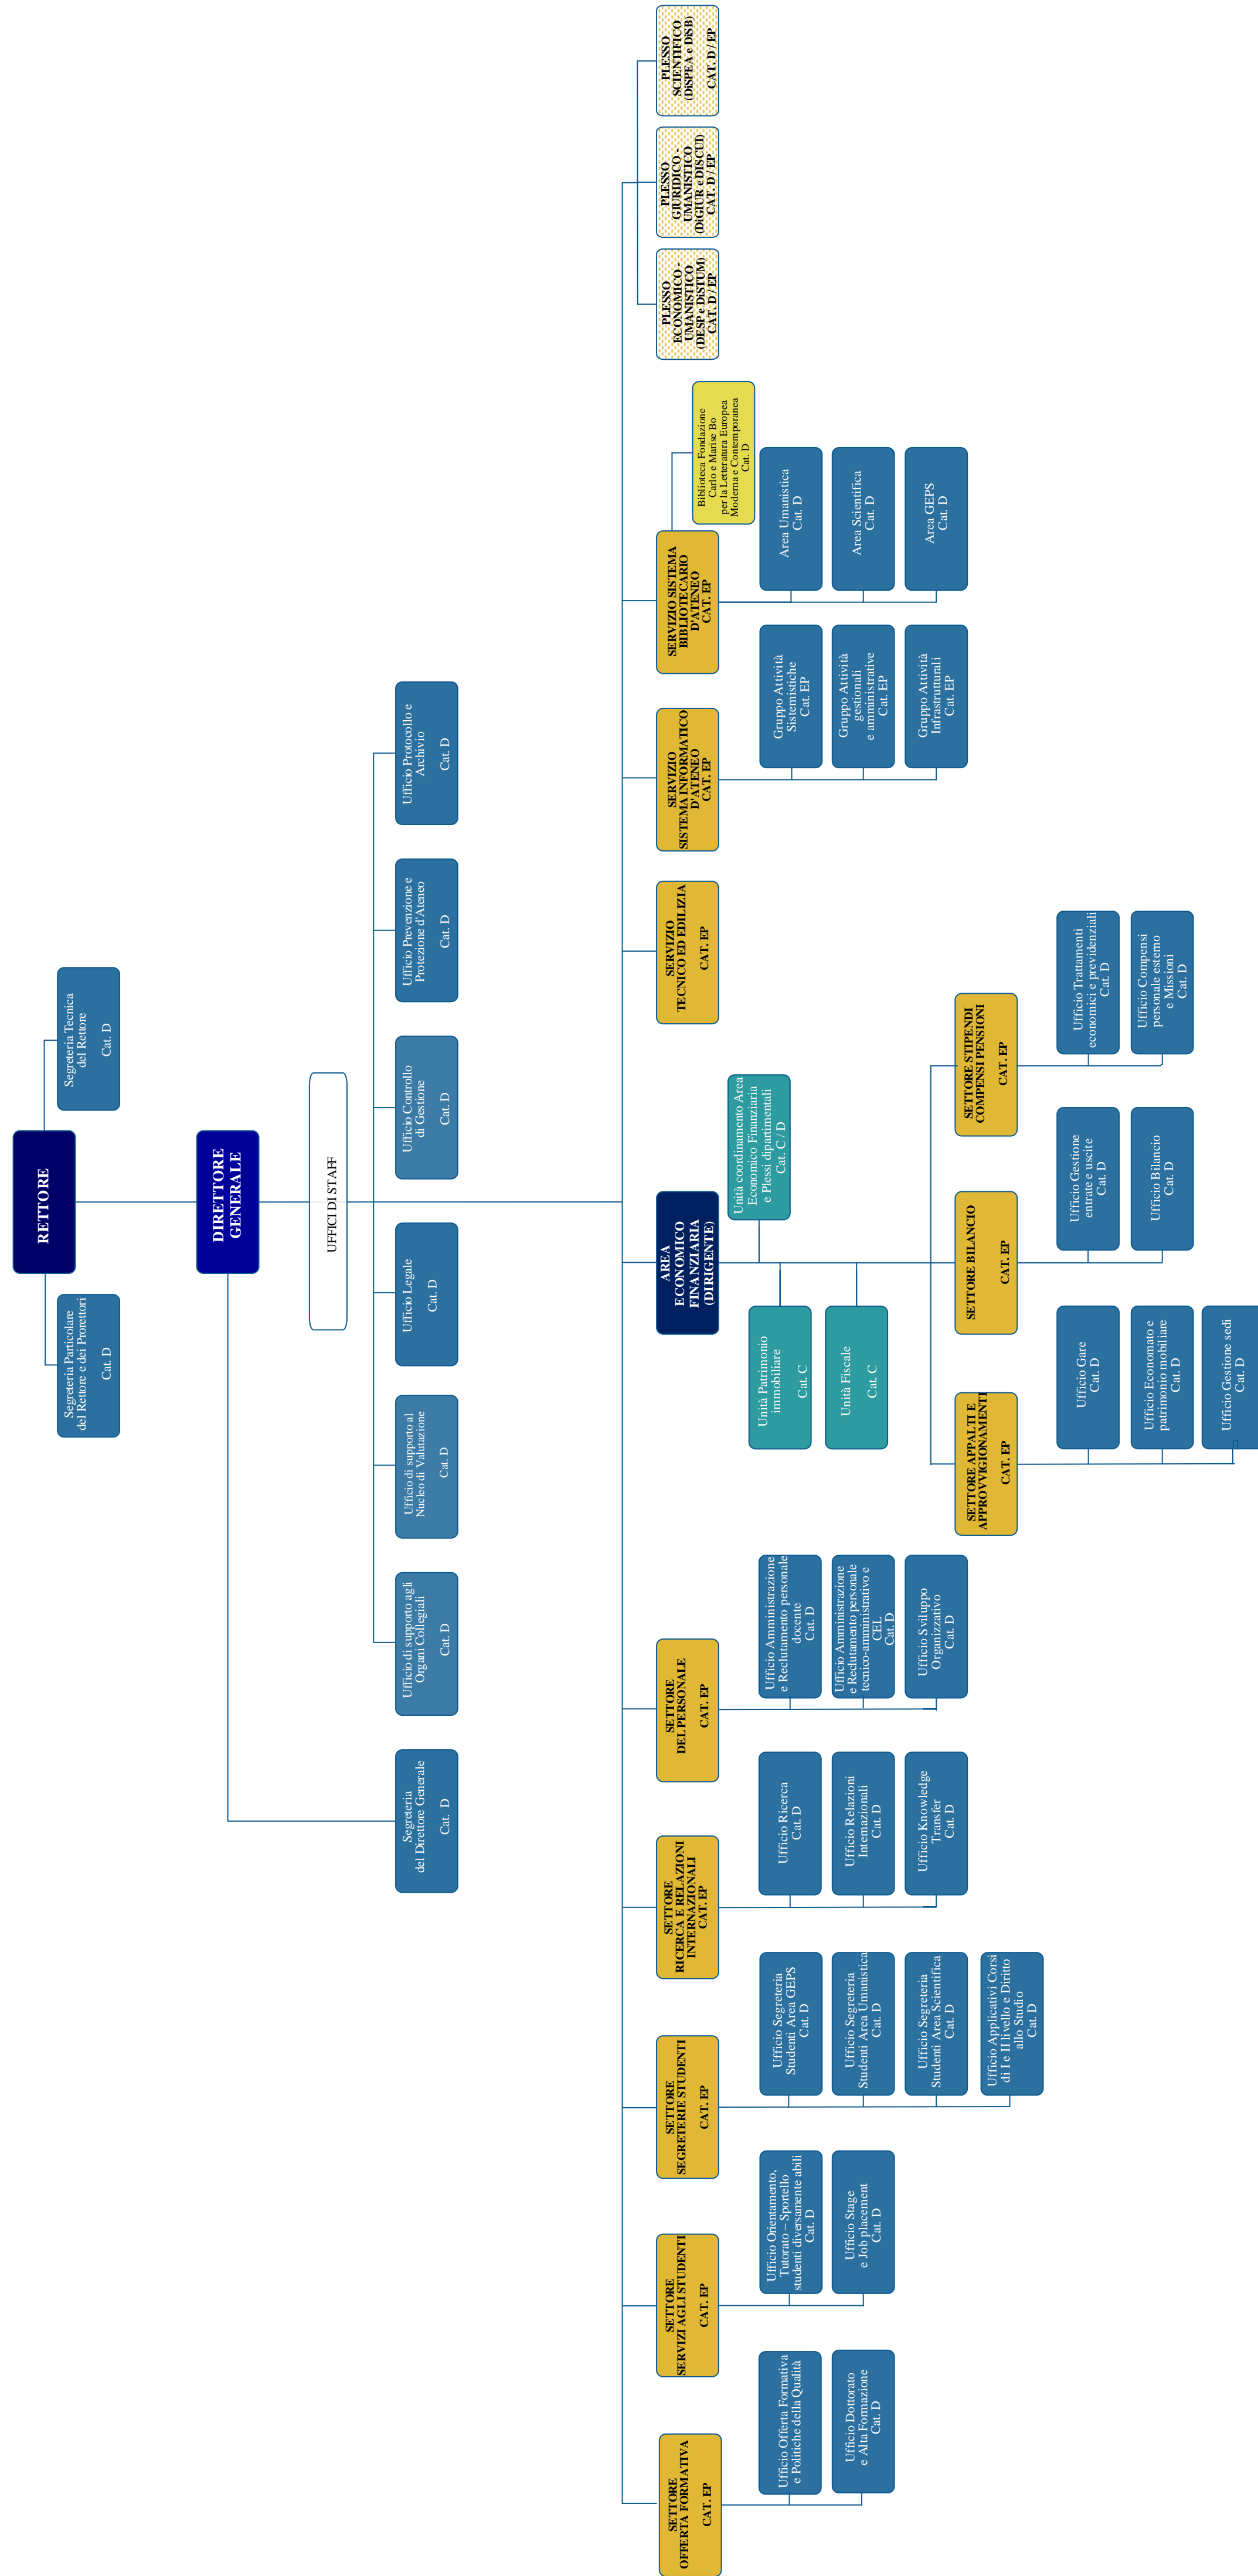 RETTORE
Segreteria Particolare
del Rettore e dei Prorettori
Cat. D
Segreteria Tecnica
del Rettore
Cat. D
DIRETTORE
GENERALE
UFFICI DI STAFF
Segreteria
del Direttore Generale
Cat. D
Ufficio di supporto agli
Organi Collegiali
Cat. D
Ufficio di supporto al
Nucleo di Valutazione
Cat. D
Ufficio Legale
Cat. D
Ufficio Controllo
di Gestione
Cat. D
Ufficio Prevenzione e
Protezione d'Ateneo
Cat. D
Ufficio Protocollo e
Archivio
Cat. D
SETTORE
OFFERTA FORMATIVA
CAT. EP
Ufficio Offerta Formativa
e Politiche della Qualità
Ufficio Dottorato
e Alta Formazione
Cat. D
SETTORE
SERVIZI AGLI STUDENTI
CAT. EP
Ufficio Orientamento,
Tutorato – Sportello
studenti diversamente abili
Cat. D
Ufficio Stage
e Job placement
Cat. D
SETTORE
SEGRETERIE STUDENTI
CAT. EP
Ufficio Segreteria
Studenti Area GEPS
Cat. D
Ufficio Segreteria
Studenti Area Umanistica
Cat. D
Ufficio Segreteria
Studenti Area Scientifica
Cat. D
Ufficio Applicativi Corsi
di I e II livello e Diritto
allo Studio
Cat. D
SETTORE
RICERCA E RELAZIONI
INTERNAZIONALI
CAT. EP
Ufficio Ricerca
Cat. D
Ufficio Relazioni
Internazionali
Cat. D
Ufficio Knowledge
Transfer
Cat. D
SETTORE
DEL PERSONALE
CAT. EP
Ufficio Amministrazione
e Reclutamento personale
docente
Cat. D
Ufficio Amministrazione
e Reclutamento personale
tecnico-amministrativo e
CEL
Cat. D
Ufficio Sviluppo
Organizzativo
Cat. D
AREA
ECONOMICO
FINANZIARIA
(DIRIGENTE)
Unità coordinamento Area
Economico Finanziaria
e Plessi dipartimentali
Cat. C / D
Unità Patrimonio
immobiliare
Cat. C
Unità Fiscale
Cat. C
SETTORE APPALTI E
APPROVVIGIONAMENTI
CAT. EP
Ufficio Gare
Cat. D
Ufficio Economato e
patrimonio mobiliare
Cat. D
Ufficio Gestione sedi
Cat. D
SETTORE BILANCIO
CAT. EP
Ufficio Gestione
entrate e uscite
Cat. D
Ufficio Bilancio
Cat. D
SETTORE STIPENDI
COMPENSI PENSIONI
CAT. EP
Ufficio Trattamenti
economici e previdenziali
Cat. D
Ufficio Compensi
personale esterno
e Missioni
Cat. D
SERVIZIO
TECNICO ED EDILIZIA
CAT. EP
SERVIZIO
SISTEMA INFORMATICO
D'ATENEO
CAT. EP
Gruppo Attività
Sistemistiche
Cat. EP
Gruppo Attività
gestionali
e amministrative
Cat. EP
Gruppo Attività
Infrastrutturali
Cat. EP
SERVIZIO SISTEMA
BIBLIOTECARIO
D'ATENEO
CAT. EP
Biblioteca Fondazione
Carlo e Marise Bo
per la Letteratura Europea
Moderna e Contemporanea
Cat. D
Area Umanistica
Cat. D
Area Scientifica
Cat. D
Area GEPS
Cat. D
PLESSO
ECONOMICO -
UMANISTICO
(DESP e DiSTUM)
CAT. D / EP
PLESSO
GIURIDICO -
UMANISTICO
(DiGIUR e DiSCUI)
CAT. D / EP
PLESSO
SCIENTIFICO
(DiSPEA e DiSB)
CAT. D / EP